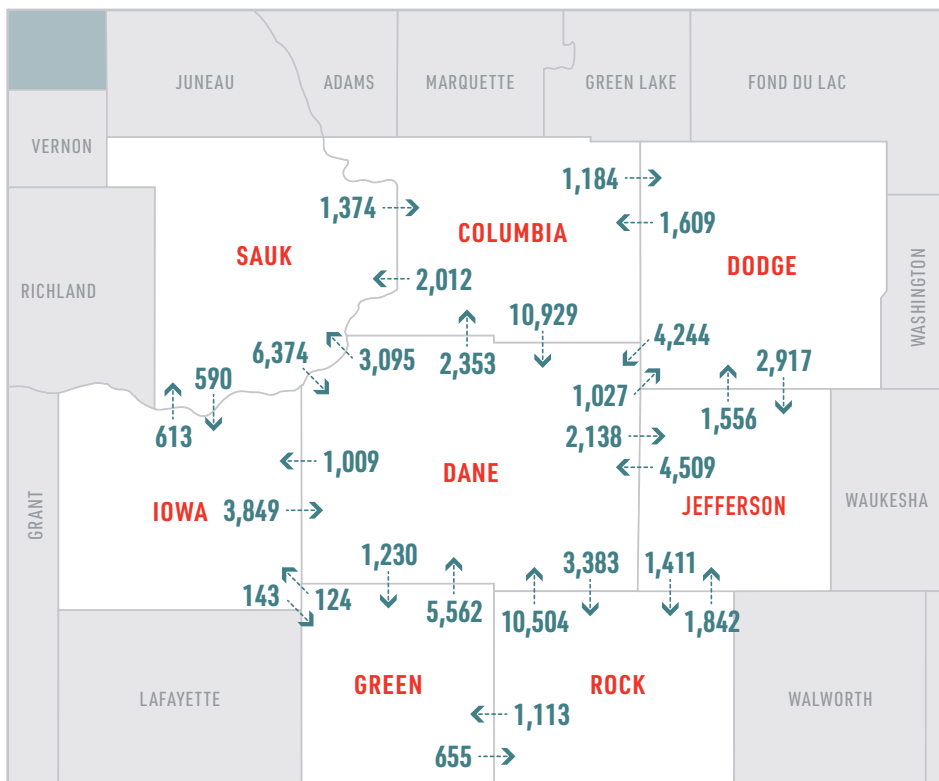 JUNEAU
ADAMS
MARQUETTE
GREEN LAKE
FOND DU LAC
VERNON
1,184
1,374
1,609
COLUMBIA
SAUK
DODGE
RICHLAND
WASHINGTON
2,012
10,929
6,374
3,095
2,353
4,244
590
2,917
1,027
613
1,556
2,138
1,009
DANE
4,509
GRANT
IOWA
3,849
JEFFERSON
WAUKESHA
1,230
3,383
1,411
143
124
5,562
10,504
1,842
LAFAYETTE
GREEN
ROCK
WALWORTH
1,113
655